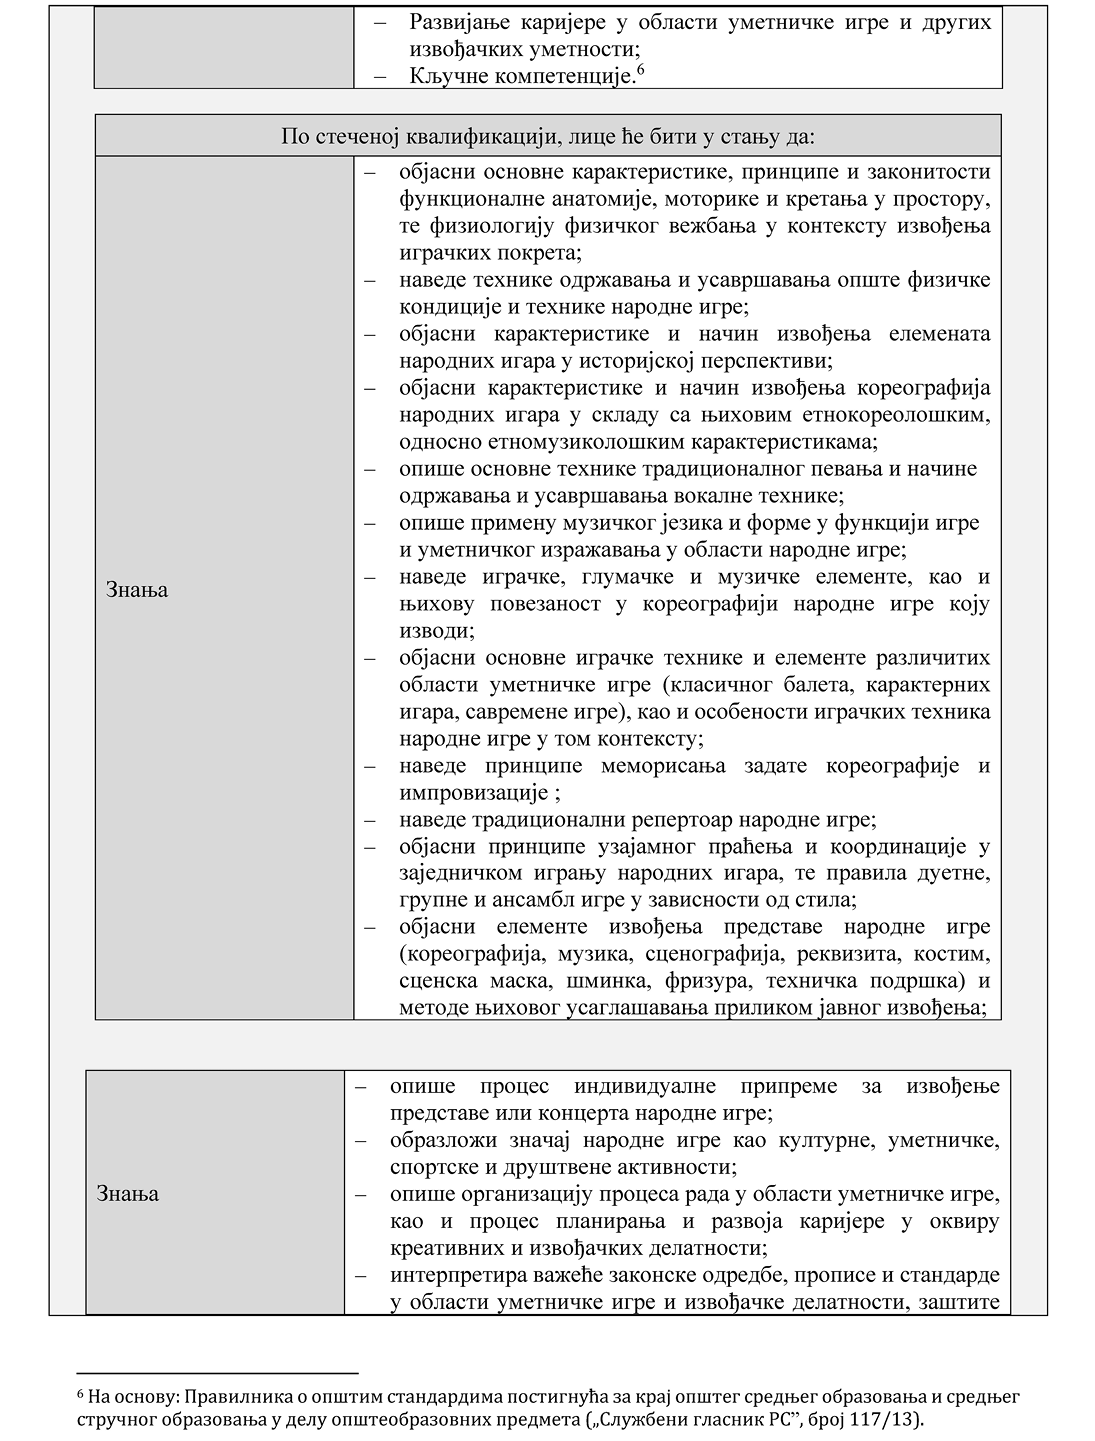 – Развијање каријере у области уметничке игре и других
извођачких уметности;
– Кључне компетенције.⁶
По стеченој квалификацији, лице ће бити у стању да:
Знања
– објасни основне карактеристике, принципе и законитости
функционалне анатомије, моторике и кретања у простору,
те физиологију физичког вежбања у контексту извођења
играчких покрета;
– наведе технике одржавања и усавршавања опште физичке
кондиције и технике народне игре;
– објасни карактеристике и начин извођења елемената
народних игара у историјској перспективи;
– објасни карактеристике и начин извођења кореографија
народних игара у складу са њиховим етнокореолошким,
односно етномузиколошким карактеристикама;
– опише основне технике традиционалног певања и начине
одржавања и усавршавања вокалне технике;
– опише примену музичког језика и форме у функцији игре
и уметничког изражавања у области народне игре;
– наведе играчке, глумачке и музичке елементе, као и
њихову повезаност у кореографији народне игре коју
изводи;
– објасни основне играчке технике и елементе различитих
области уметничке игре (класичног балета, карактерних
игара, савремене игре), као и особености играчких техника
народне игре у том контексту;
– наведе принципе меморисања задате кореографије и
импровизације ;
– наведе традиционални репертоар народне игре;
– објасни принципе узајамног праћења и координације у
заједничком игрању народних игара, те правила дуетне,
групне и ансамбл игре у зависности од стила;
– објасни елементе извођења представе народне игре
(кореографија, музика, сценографија, реквизита, костим,
сценска маска, шминка, фризура, техничка подршка) и
методе њиховог усаглашавања приликом јавног извођења;
Знања
– опише процес индивидуалне припреме за извођење
представе или концерта народне игре;
– образложи значај народне игре као културне, уметничке,
спортске и друштвене активности;
– опише организацију процеса рада у области уметничке игре,
као и процес планирања и развоја каријере у оквиру
креативних и извођачких делатности;
– интерпретира важеће законске одредбе, прописе и стандарде
у области уметничке игре и извођачке делатности, заштите
⁶ На основу: Правилника о општим стандардима постигнућа за крај општег средњег образовања и средњег
стручног образовања у делу општеобразовних предмета („Службени гласник РС”, број 117/13).